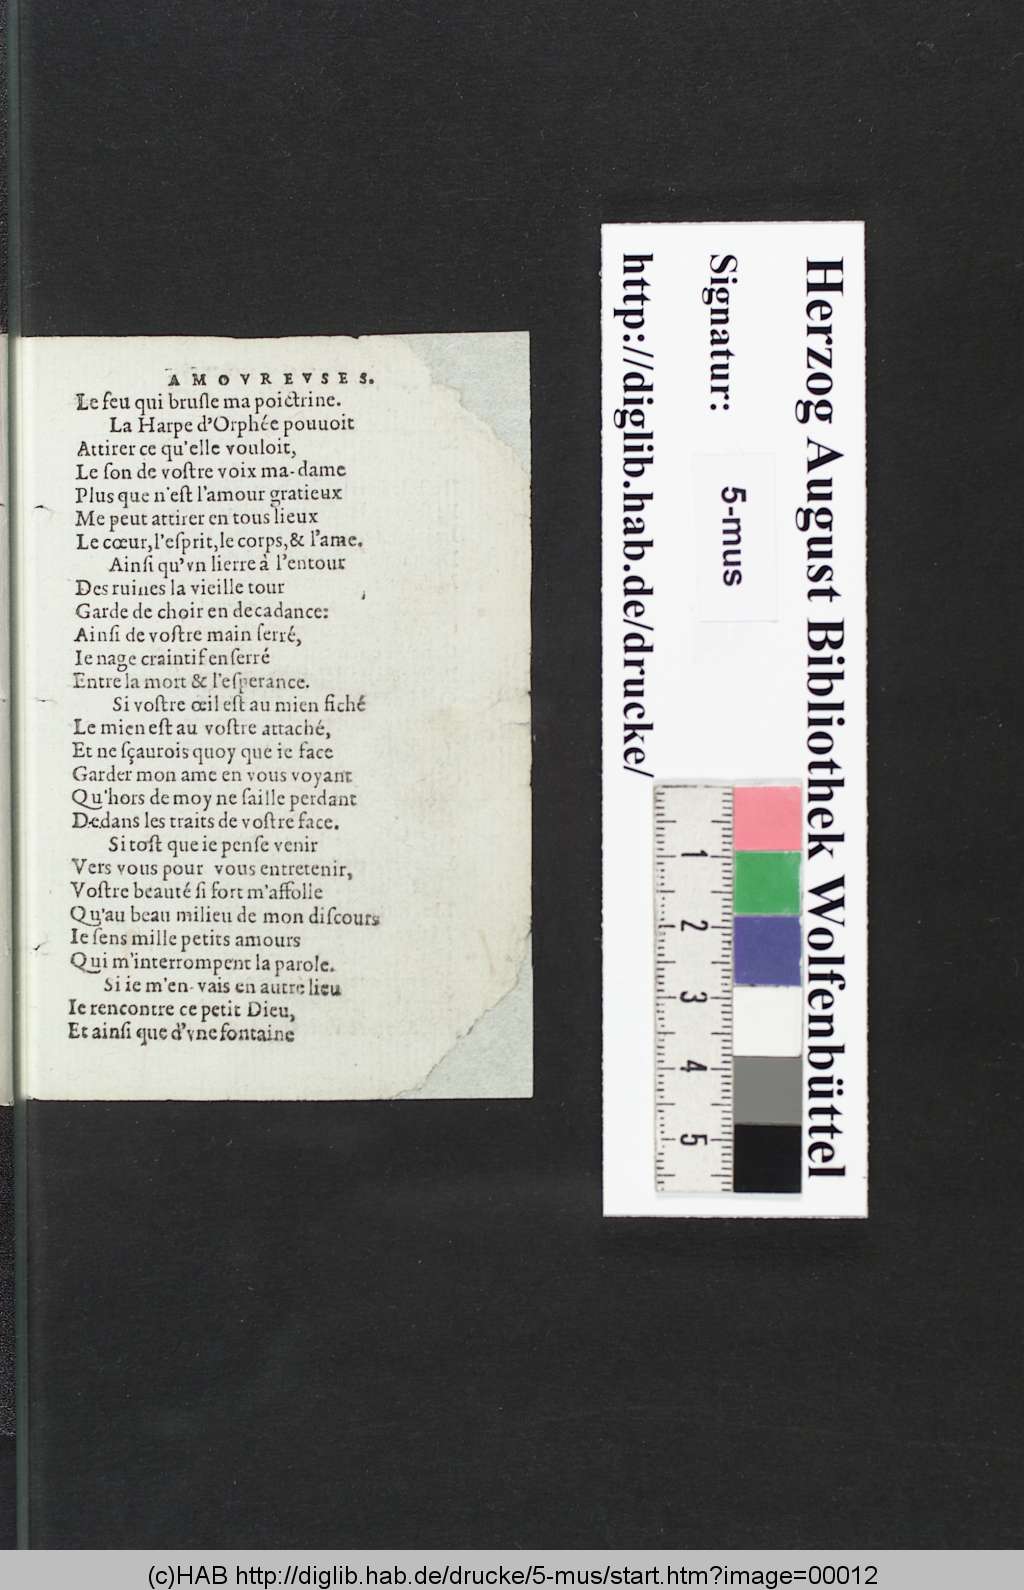 AMOVREVSES.
Le feu qui bruſle ma poictrine.
La Harpe d'Orphée pouuoit
Attirer ce qu'elle vouloit,
Le ſon de voſtre voix ma-dame
Plus que n'eſt l'amour gratieux
Me peut attirer en tous lieux
Le cœur, l'eſprit, le corps, & l'ame.
Ainſi qu'vn lierre à l'entour
Des ruines la vieille tour
Garde de choir en decadance:
Ainſi de voſtre main ſerré,
Ie nage craintif enſerré
Entre la mort & l'eſperance.
Si voſtre œil eſt au mien fiché
Le mien eſt au voſtre attaché,
Et ne ſçaurois quoy que ie face
Garder mon ame en vous voyant
Qu'hors de moy ne ſaille perdant
Dedans les traits de voſtre face.
Si toſt que ie penſe venir
Vers vous pour vous entretenir,
Voſtre beauté ſi fort m'affolle
Qu'au beau milieu de mon diſcours
Ie ſens mille petits amours
Qui m'interrompent la parole.
Si ie m'en-vais en autre lieu
Ie rencontre ce petit Dieu,
Et ainſi que d'vne fontaine
Herzog August Bibliothek Wolfenbüttel
Signatur: 5-mus
http://diglib.hab.de/drucke/
1 2 3 4 5
(c)HAB http://diglib.hab.de/drucke/5-mus/start.htm?image=00012